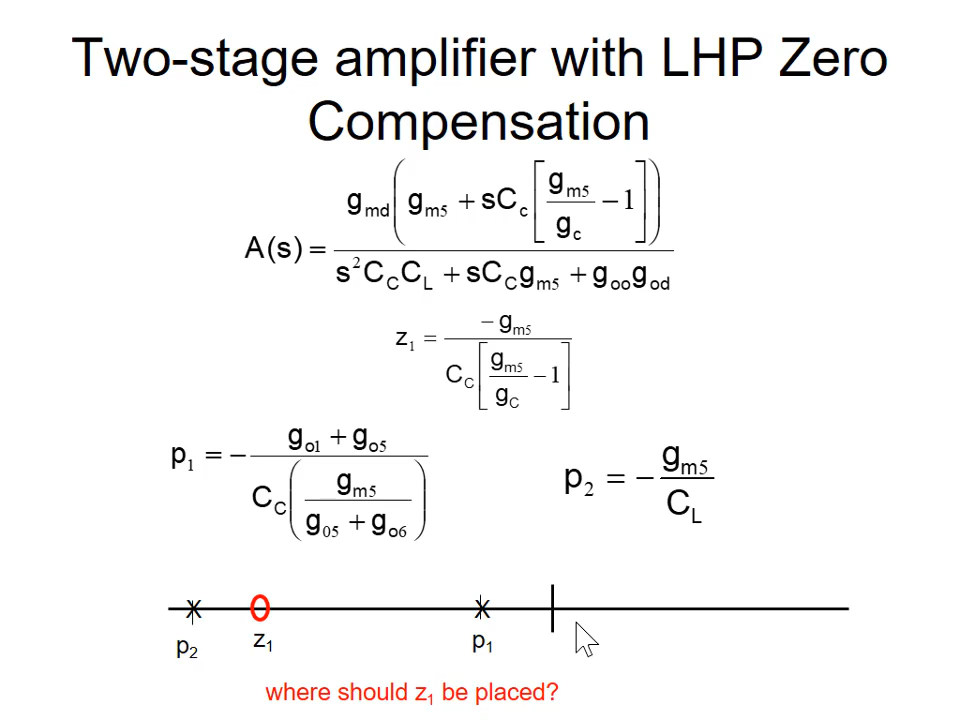 Two-stage amplifier with LHP Zero
Compensation
A(s) = g_md ( g_m5 + sC_c [ g_m5 / g_c − 1 ] ) / ( s^2 C_C C_L + sC_C g_m5 + g_oo g_od )
z_1 = − g_m5 / ( C_C [ g_m5 / g_C − 1 ] )
p_1 = − ( g_o1 + g_o5 ) / ( C_C ( g_m5 / ( g_05 + g_o6 ) ) )
p_2 = − g_m5 / C_L
p_2 z_1 p_1
where should z_1 be placed?